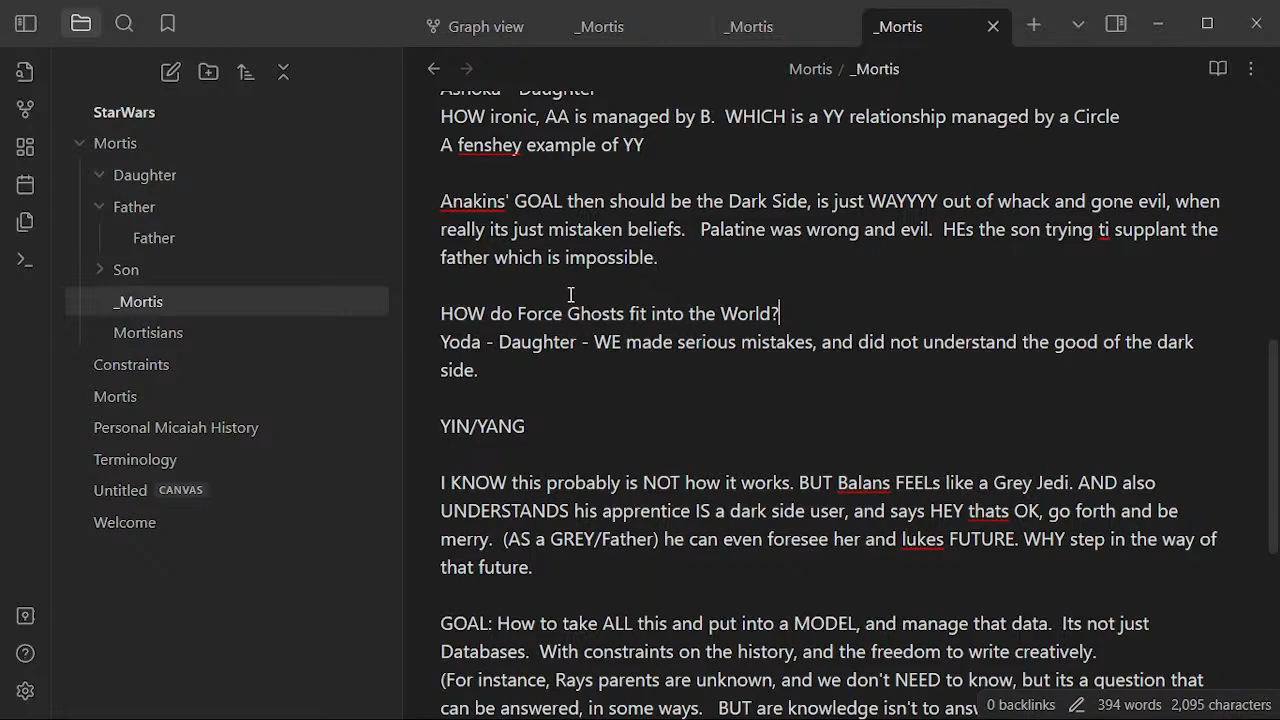 Graph view
_Mortis
_Mortis
_Mortis
Mortis / _Mortis
StarWars
Mortis
Daughter
Father
Father
Son
_Mortis
Mortisians
Constraints
Mortis
Personal Micaiah History
Terminology
Untitled CANVAS
Welcome
Ashoka - Daughter
HOW ironic, AA is managed by B.  WHICH is a YY relationship managed by a Circle
A fenshey example of YY
Anakins' GOAL then should be the Dark Side, is just WAYYYY out of whack and gone evil, when
really its just mistaken beliefs.   Palatine was wrong and evil.  HEs the son trying ti supplant the
father which is impossible.
HOW do Force Ghosts fit into the World?
Yoda - Daughter - WE made serious mistakes, and did not understand the good of the dark
side.
YIN/YANG
I KNOW this probably is NOT how it works. BUT Balans FEELs like a Grey Jedi. AND also
UNDERSTANDS his apprentice IS a dark side user, and says HEY thats OK, go forth and be
merry.  (AS a GREY/Father) he can even foresee her and lukes FUTURE. WHY step in the way of
that future.
GOAL: How to take ALL this and put into a MODEL, and manage that data.  Its not just
Databases.  With constraints on the history, and the freedom to write creatively.
(For instance, Rays parents are unknown, and we don't NEED to know, but its a question that
can be answered, in some ways.   BUT are knowledge isn't to
0 backlinks 394 words 2,095 characters